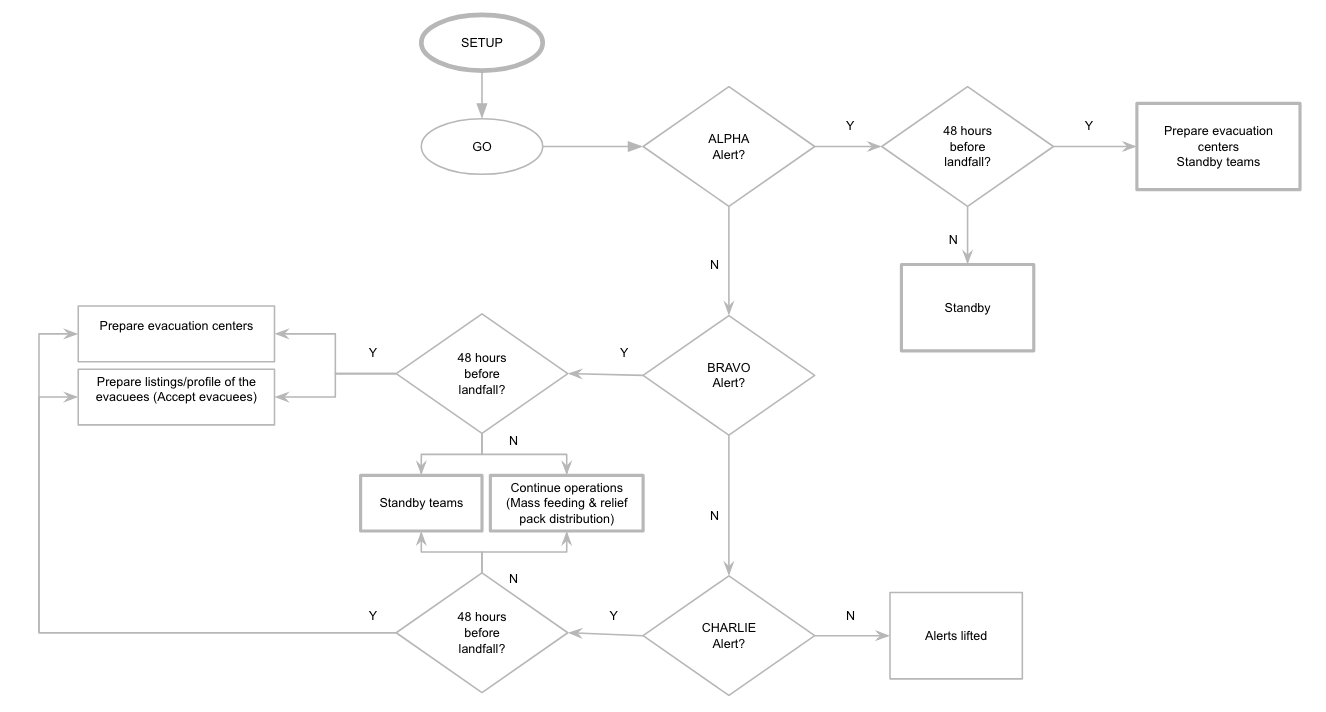 SETUP
GO
ALPHA
Alert?
Y
48 hours
before
landfall?
Y
Prepare evacuation
centers
Standby teams
N
Standby
N
BRAVO
Alert?
Y
48 hours
before
landfall?
Y
Prepare evacuation centers
Prepare listings/profile of the
evacuees (Accept evacuees)
N
Standby teams
Continue operations
(Mass feeding & relief
pack distribution)
N
CHARLIE
Alert?
Y
48 hours
before
landfall?
N
Y
N
Alerts lifted